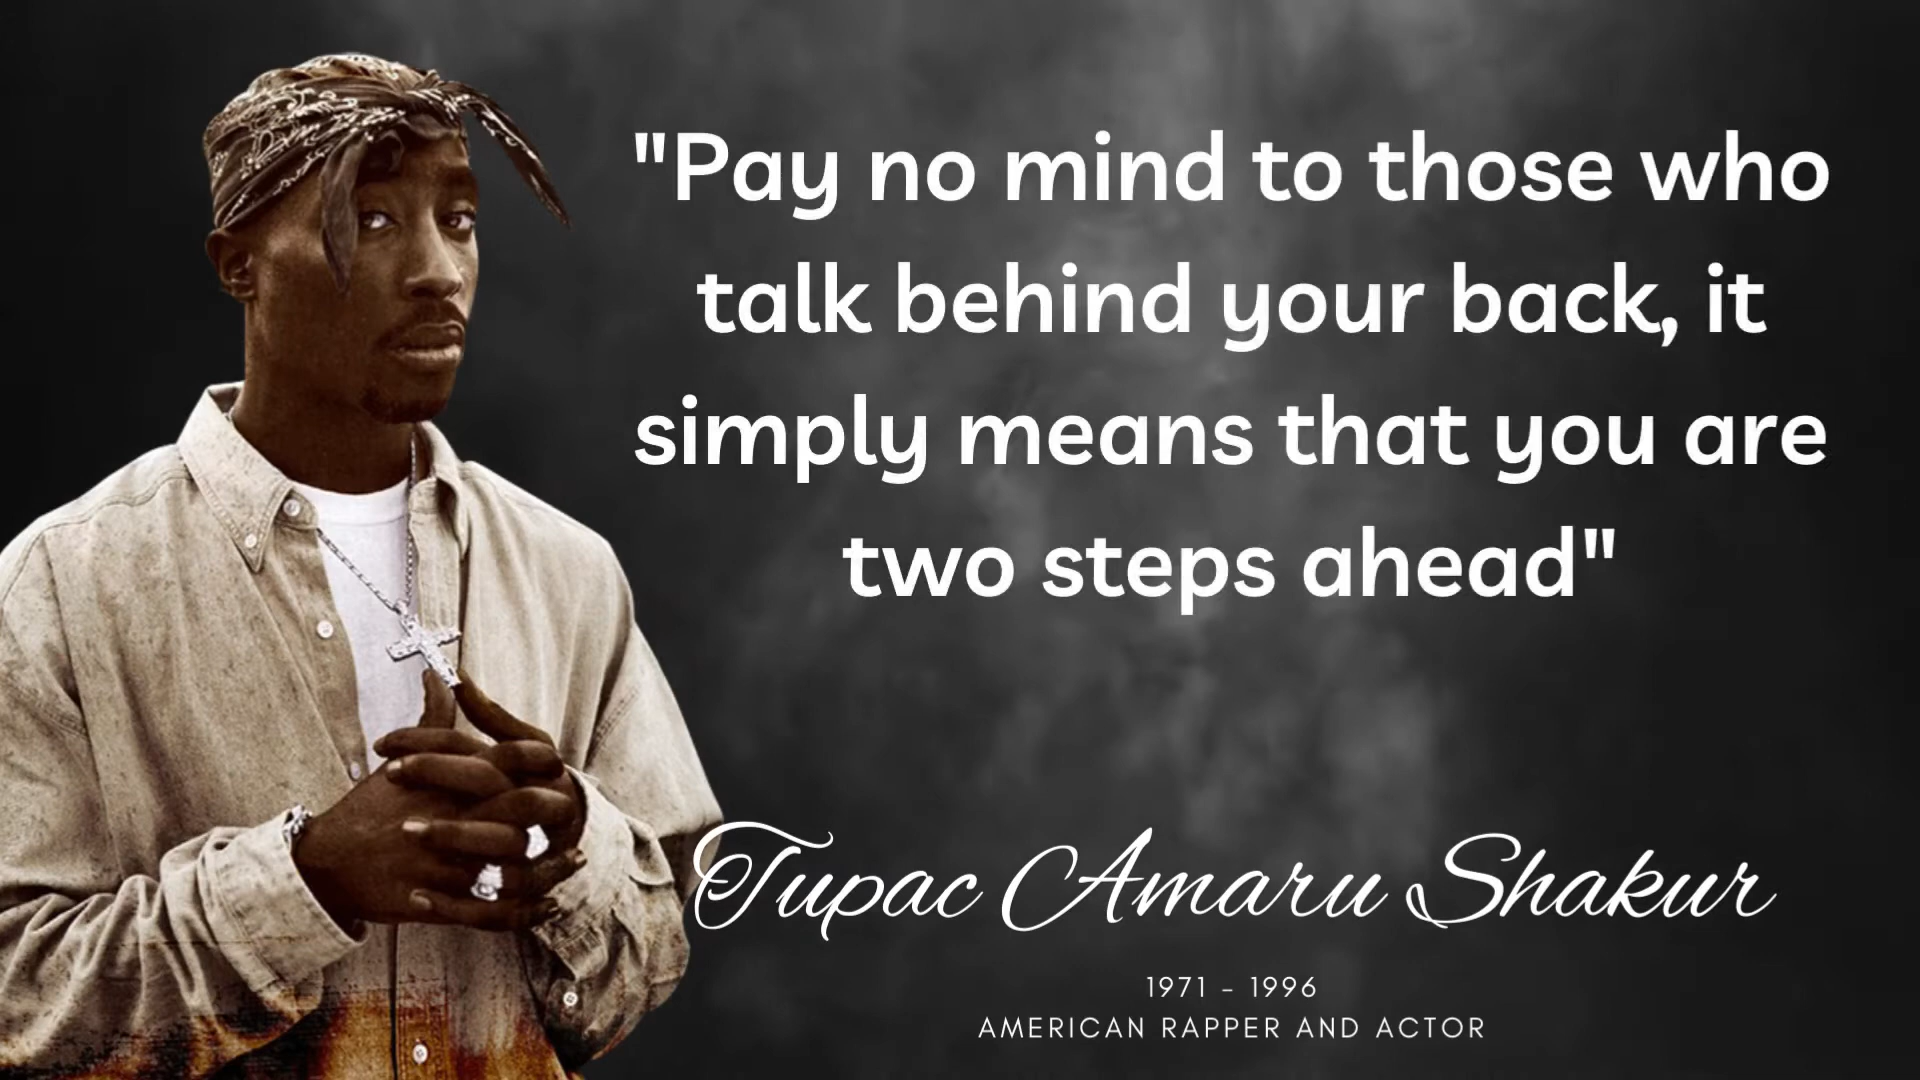 "Pay no mind to those who
talk behind your back, it
simply means that you are
two steps ahead"
Tupac Amaru Shakur
1971 - 1996
AMERICAN RAPPER AND ACTOR